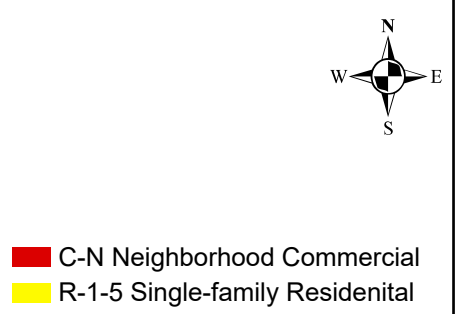 N
W E
S
C-N Neighborhood Commercial
R-1-5 Single-family Residenital